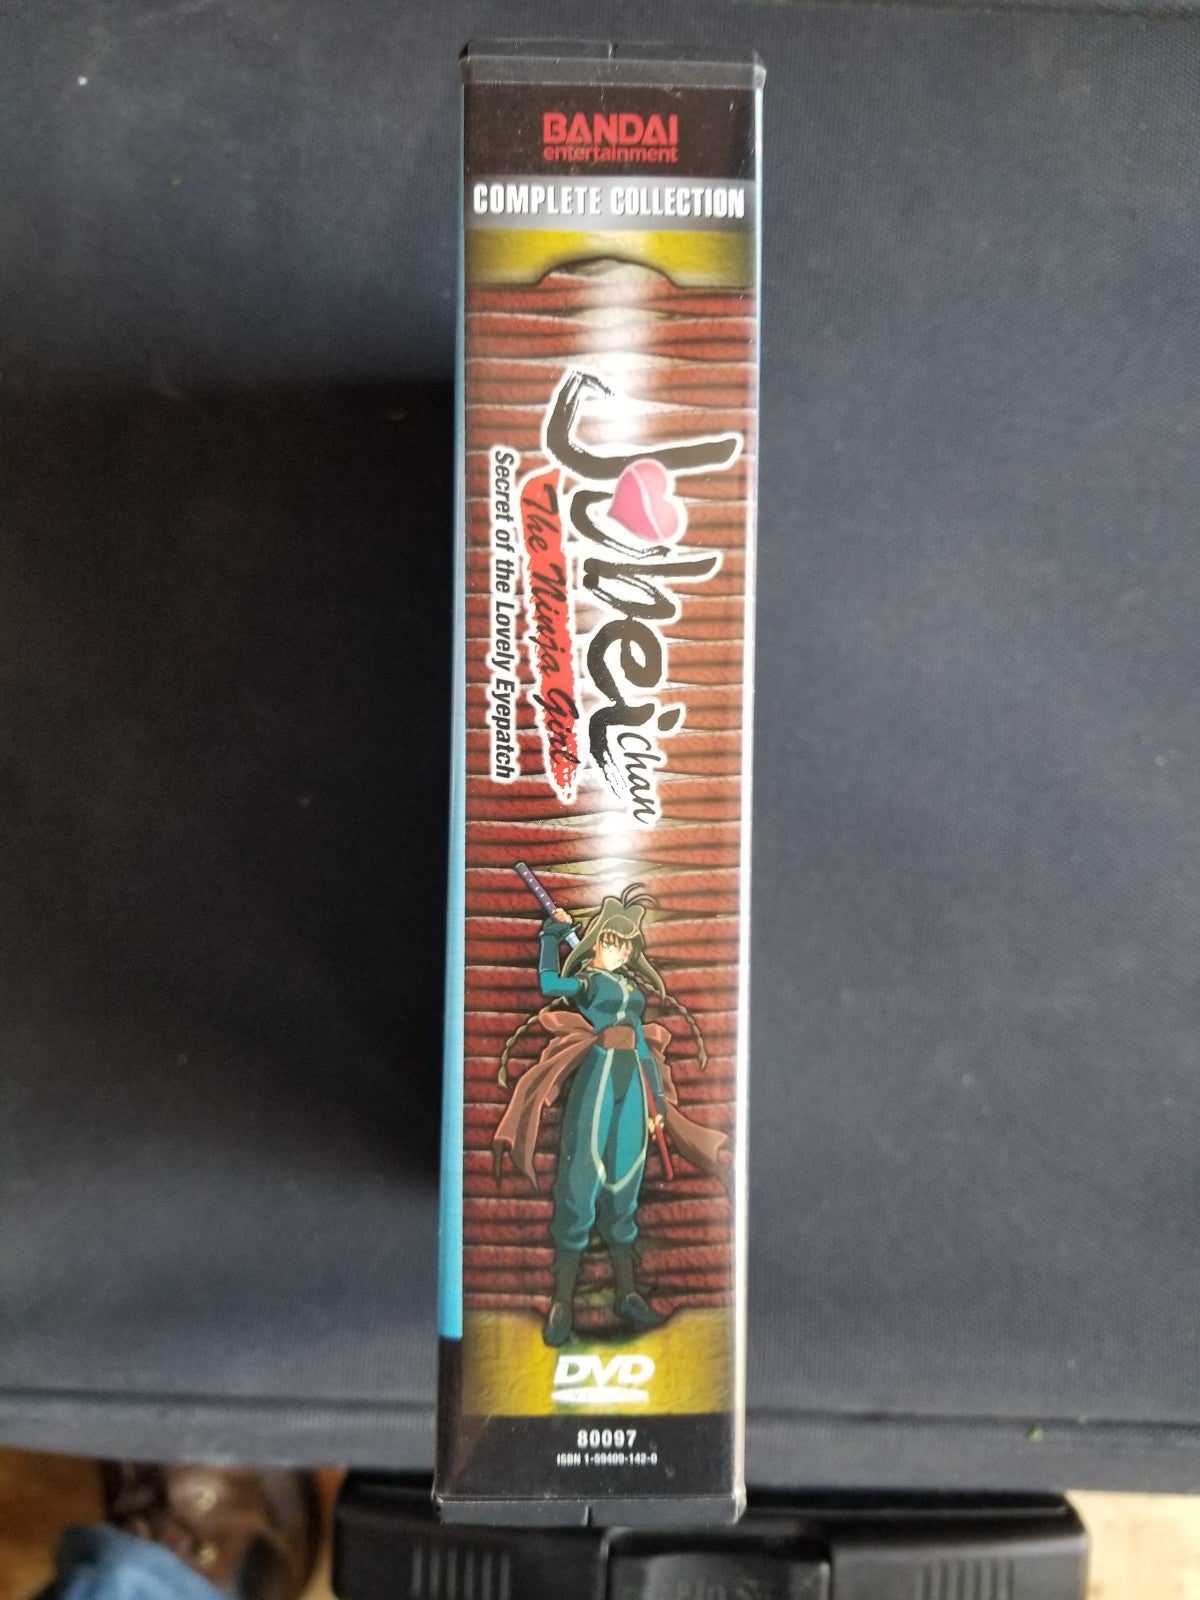 BANDAI
entertainment
COMPLETE COLLECTION
Jubei chan
The Ninja Girl
Secret of the Lovely Eyepatch
DVD
80097
ISBN 1-59409-142-0